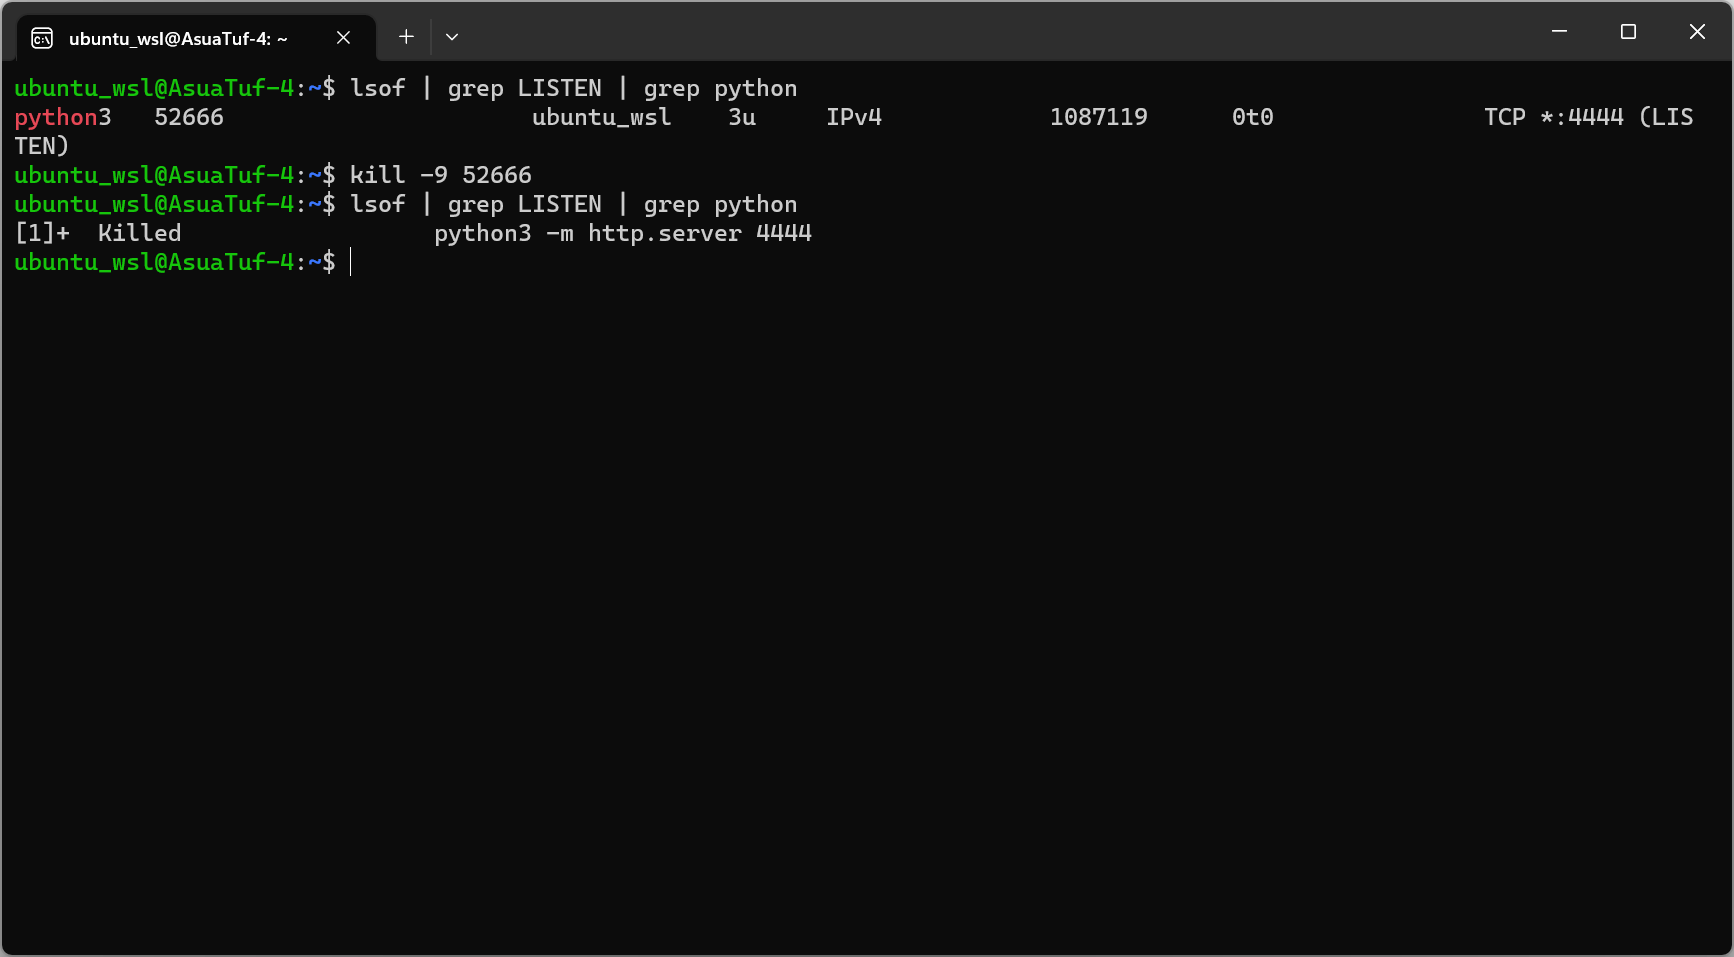 ubuntu_wsl@AsuaTuf-4: ~
ubuntu_wsl@AsuaTuf-4:~$ lsof | grep LISTEN | grep python
python3   52666                      ubuntu_wsl    3u     IPv4            1087119      0t0               TCP *:4444 (LIS
TEN)
ubuntu_wsl@AsuaTuf-4:~$ kill -9 52666
ubuntu_wsl@AsuaTuf-4:~$ lsof | grep LISTEN | grep python
[1]+  Killed                  python3 -m http.server 4444
ubuntu_wsl@AsuaTuf-4:~$